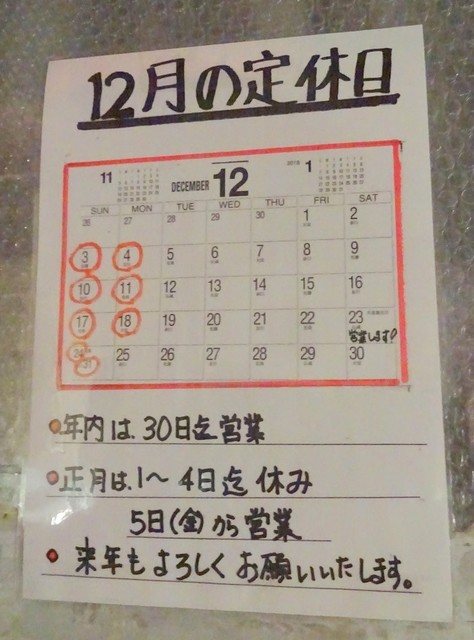 12月の定休日
11 DECEMBER 12 2018 1
SUN MON TUE WED THU FRI SAT
26 27 28 29 30 1 2
3 4 5 6 7 8 9
10 11 12 13 14 15 16
17 18 19 20 21 22 23
営業します!
24 31 25 26 27 28 29 30
年内は30日迄営業
正月は1～4日迄休み
5日(金)から営業
来年もよろしくお願いいたします。